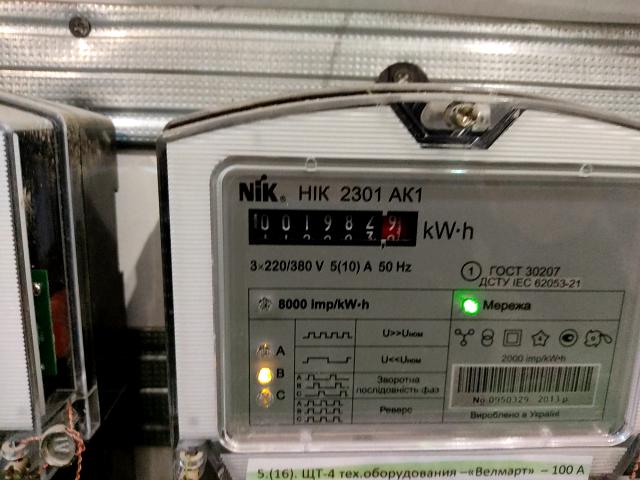 NiK® НІК 2301 АК1
kW·h
3×220/380 V 5(10) A 50 Hz
1 ГОСТ 30207
ДСТУ IEC 62053-21
8000 imp/kW·h
Мережа
A
B
C
U>>Uном
U<<Uном
A
B
C
Зворотна
послідовність фаз
A
B
C
Реверс
2000 imp/kW·h
No 0950329 2013 р.
Вироблено в Україні
5.(16). ЩТ-4 тех.оборудования –«Велмарт» – 100 А